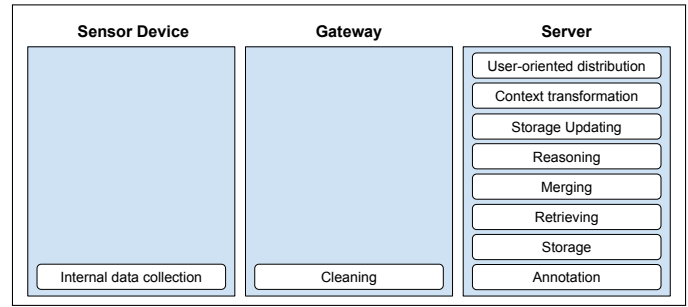 Sensor Device
Internal data collection
Gateway
Cleaning
Server
User-oriented distribution
Context transformation
Storage Updating
Reasoning
Merging
Retrieving
Storage
Annotation